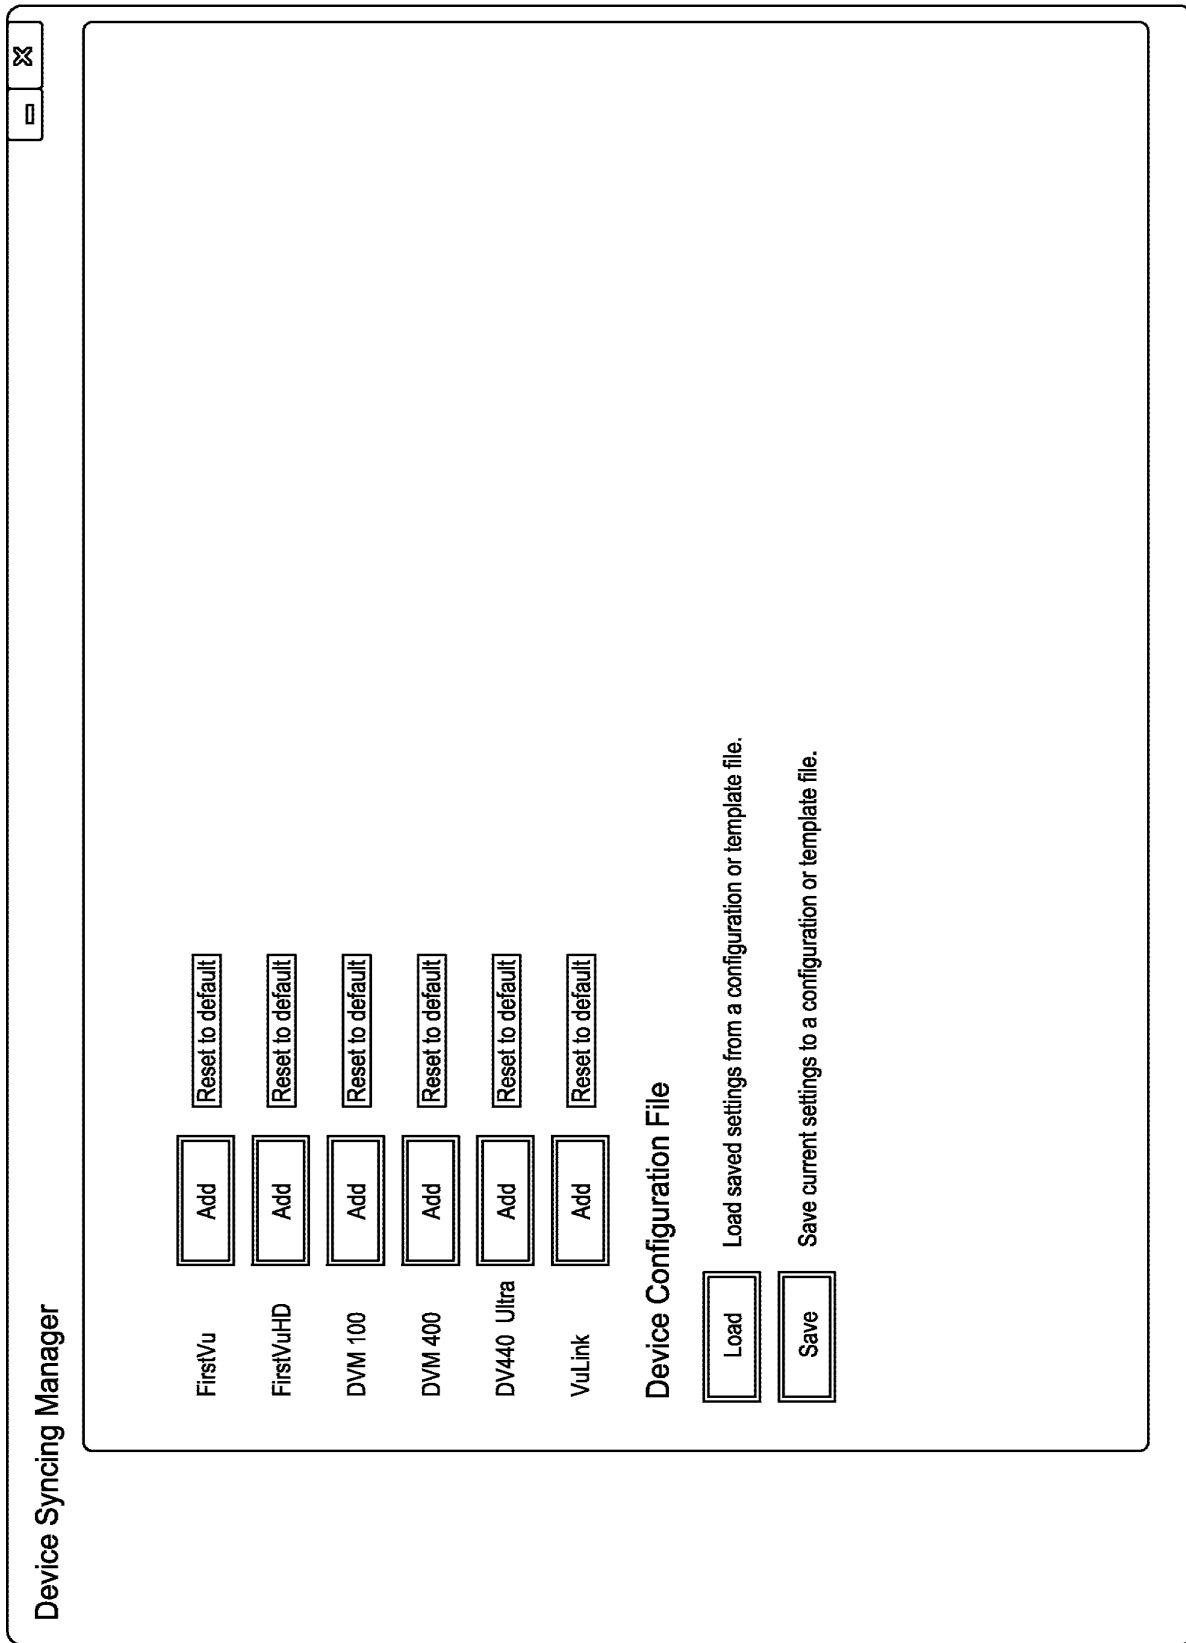 Device Syncing Manager
FirstVu Add Reset to default
FirstVuHD Add Reset to default
DVM 100 Add Reset to default
DVM 400 Add Reset to default
DV440 Ultra Add Reset to default
VuLink Add Reset to default
Device Configuration File
Load Load saved settings from a configuration or template file.
Save Save current settings to a configuration or template file.